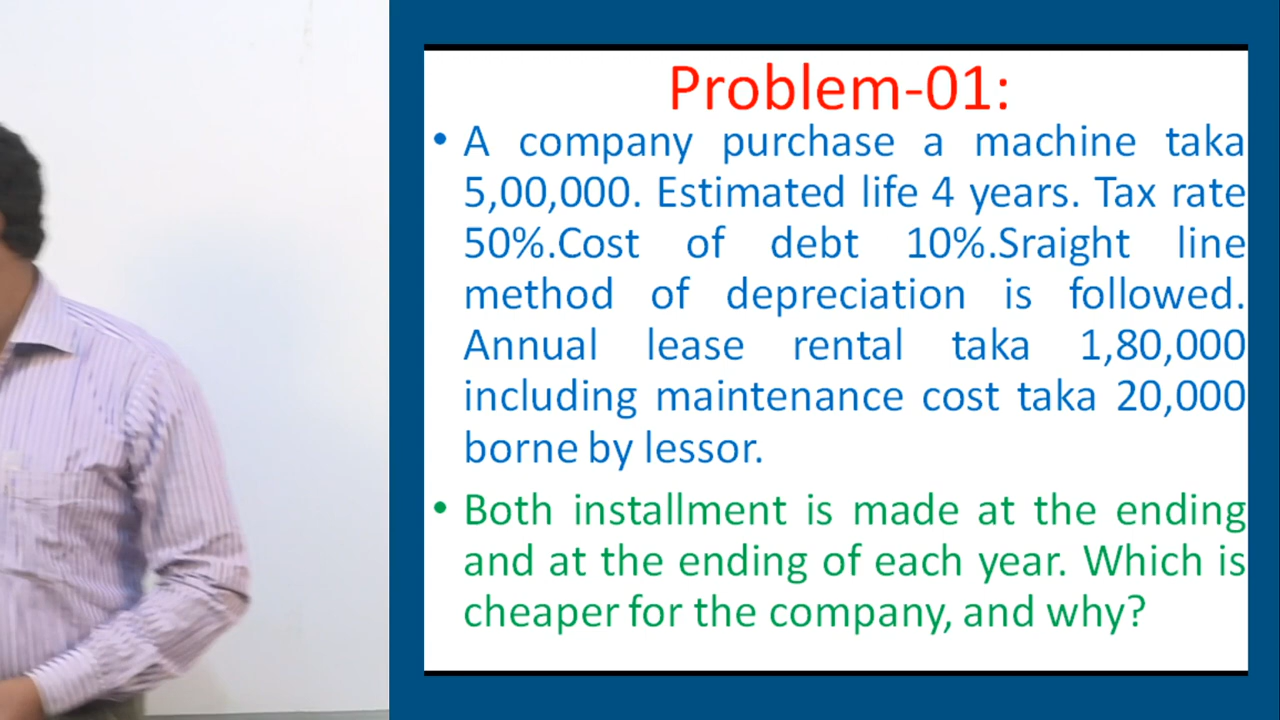 Problem-01:
• A company purchase a machine taka
5,00,000. Estimated life 4 years. Tax rate
50%.Cost of debt 10%.Sraight line
method of depreciation is followed.
Annual lease rental taka 1,80,000
including maintenance cost taka 20,000
borne by lessor.
• Both installment is made at the ending
and at the ending of each year. Which is
cheaper for the company, and why?